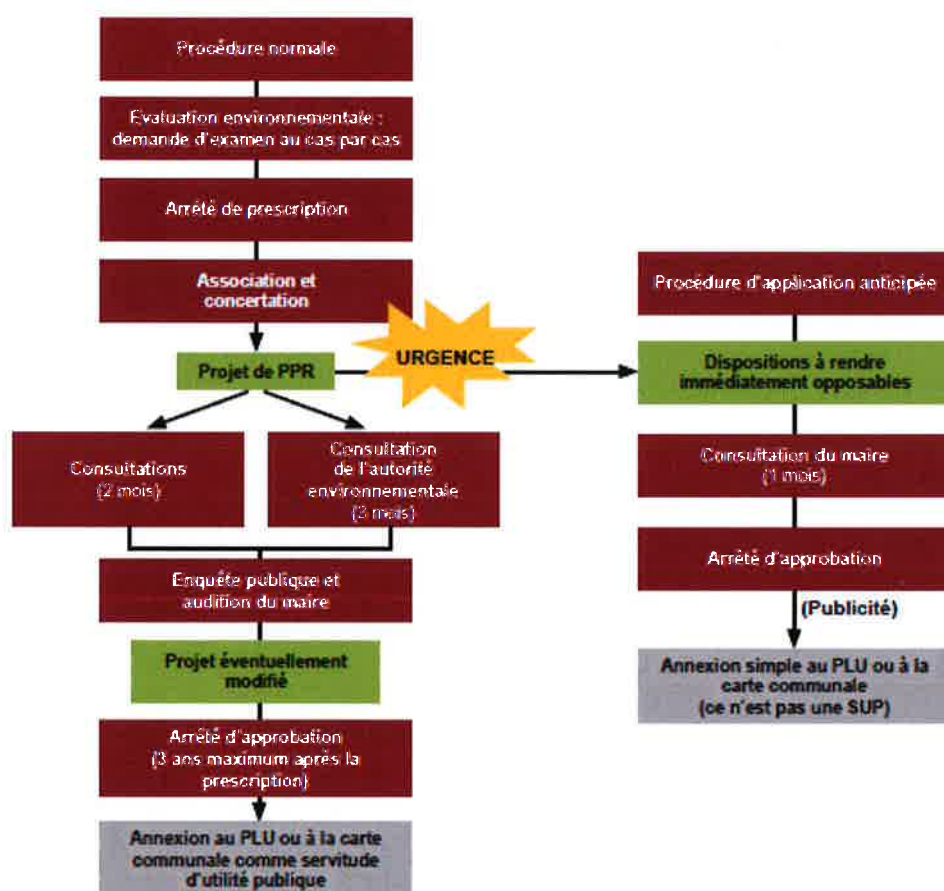 Procédure normale
Evaluation environnementale :
demande d'examen au cas par cas
Arrêté de prescription
Association et
concertation
Projet de PPR
URGENCE
Consultations
(2 mois)
Consultation
de l'autorité
environnementale
(3 mois)
Enquête publique et
audition du maire
Projet éventuellement
modifié
Arrêté d'approbation
(3 ans maximum après la
prescription)
Annexion au PLU ou à la carte
communale comme servitude
d'utilité publique
Procédure d'application anticipée
Dispositions à rendre
immédiatement opposables
Consultation du maire
(1 mois)
Arrêté d'approbation
(Publicité)
Annexion simple au PLU ou à la
carte communale
(ce n'est pas une SUP)